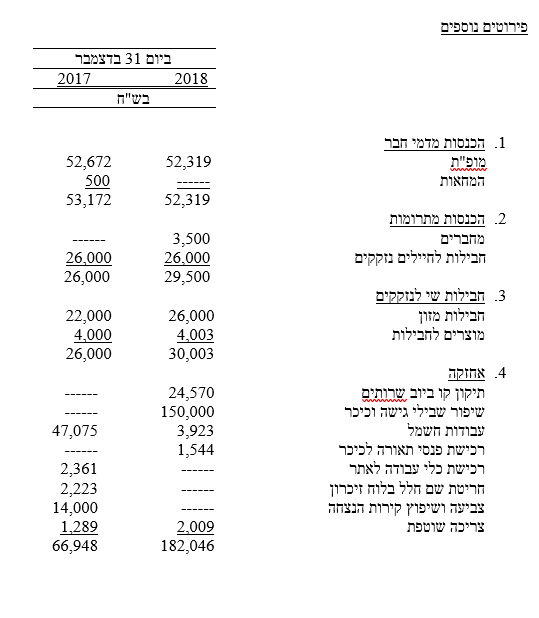 פירוטים נוספים
ביום 31 בדצמבר
2018 2017
בש"ח
1. הכנסות מדמי חבר
מופ"ת 52,319 52,672
המחאות ------ 500
52,319 53,172
2. הכנסות מתרומות
מחברים 3,500 ------
חבילות לחיילים נזקקים 26,000 26,000
29,500 26,000
3. חבילות שי לנזקקים
חבילות מזון 26,000 22,000
מוצרים לחבילות 4,003 4,000
30,003 26,000
4. אחזקה
תיקון קו ביוב שרותים 24,570 ------
שיפור שבילי גישה וכיכר 150,000 ------
עבודות חשמל 3,923 47,075
רכישת פנסי תאורה לכיכר 1,544 ------
רכישת כלי עבודה לאתר ------ 2,361
חריטת שם חלל בלוח זיכרון ------ 2,223
צביעה ושיפוץ קירות הנצחה ------ 14,000
צריכה שוטפת 2,009 1,289
182,046 66,948